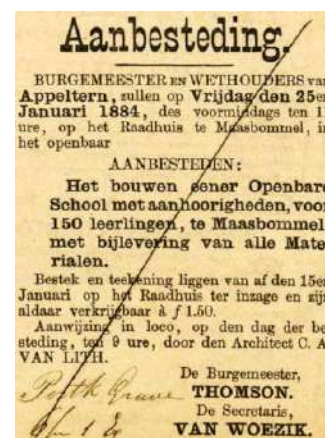 Aanbesteding.
BURGEMEESTER EN WETHOUDERS van
Appeltern, zullen op Vrijdag den 25en
Januari 1884, des voormiddags ten 11
ure, op het Raadhuis te Maasbommel, in
het openbaar
AANBESTEDEN:
Het bouwen eener Openbare
School met aanhoorigheden, voor
150 leerlingen, te Maasbommel,
met bijlevering van alle Mate-
rialen.
Bestek en teekening liggen van af den 15en
Januari op het Raadhuis ter inzage en zijn
aldaar verkrijgbaar à f 1.50.
Aanwijzing in loco, op den dag der be-
steding, ten 9 ure, door den Architect C. A.
VAN LITH.
De Burgemeester,
THOMSON.
De Secretaris,
VAN WOEZIK.